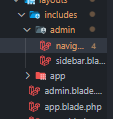 layouts
includes
admin
navig... 4
sidebar.bla...
app
admin.blade....
app.blade.php